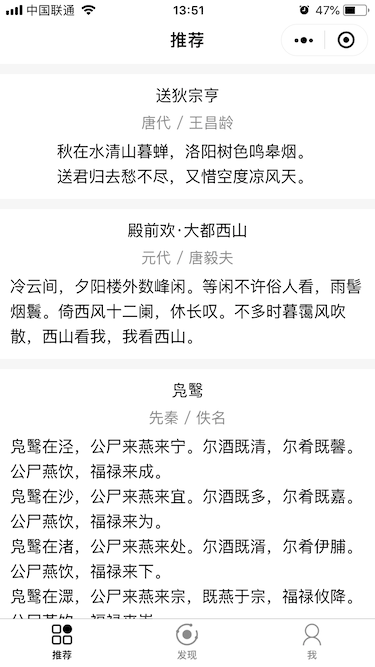 中国联通 13:51 47%
推荐
送狄宗亨
唐代 / 王昌龄
秋在水清山暮蝉，洛阳树色鸣皋烟。
送君归去愁不尽，又惜空度凉风天。
殿前欢·大都西山
元代 / 唐毅夫
冷云间，夕阳楼外数峰闲。等闲不许俗人看，雨髻
烟鬟。倚西风十二阑，休长叹。不多时暮霭风吹
散，西山看我，我看西山。
凫鹥
先秦 / 佚名
凫鹥在泾，公尸来燕来宁。尔酒既清，尔肴既馨。
公尸燕饮，福禄来成。
凫鹥在沙，公尸来燕来宜。尔酒既多，尔肴既嘉。
公尸燕饮，福禄来为。
凫鹥在渚，公尸来燕来处。尔酒既湑，尔肴伊脯。
公尸燕饮，福禄来下。
凫鹥在潀，公尸来燕来宗，既燕于宗，福禄攸降。
公尸燕饮，福禄来崇。
推荐 发现 我